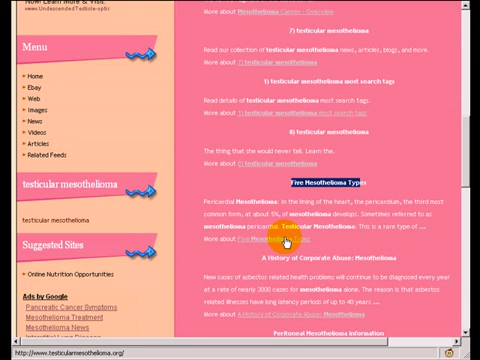 Now! Learn More & Visit.
www.UndescendedTesticle-optic
Menu
Home
Ebay
Web
Images
News
Videos
Articles
Related Feeds
testicular mesothelioma
testicular mesothelioma
Suggested Sites
Online Nutrition Opportunities
Ads by Google
Pancreatic Cancer Symptoms
Mesothelioma Treatment
Mesothelioma News
More about Mesothelioma Cancer - Overview
7) testicular mesothelioma
Read our collection of testicular mesothelioma news, articles, blogs, and more.
More about 7) testicular mesothelioma
1) testicular mesothelioma most search tags
Read details of testicular mesothelioma most search tags.
More about 1) testicular mesothelioma most search tags
8) testicular mesothelioma
The thing that she would never tell. Learn the.
More about 8) testicular mesothelioma
Five Mesothelioma Types
Pericardial Mesothelioma: In the lining of the heart, the pericardium, the third most
common form, at about 5%, of mesothelioma develops. Sometimes referred to as
mesothelioma pericardial. Testicular Mesothelioma: This is a rare type of ...
More about Five Mesothelioma Types
A History of Corporate Abuse: Mesothelioma
New cases of asbestos related health problems will continue to be diagnosed every
year at a rate of nearly 3000 cases for mesothelioma alone. The reason is that asbestos
related illnesses have long latency periods of up to 40 years ...
More about A History of Corporate Abuse: Mesothelioma
Peritoneal Mesothelioma Information
http://www.testicularmesothelioma.org/